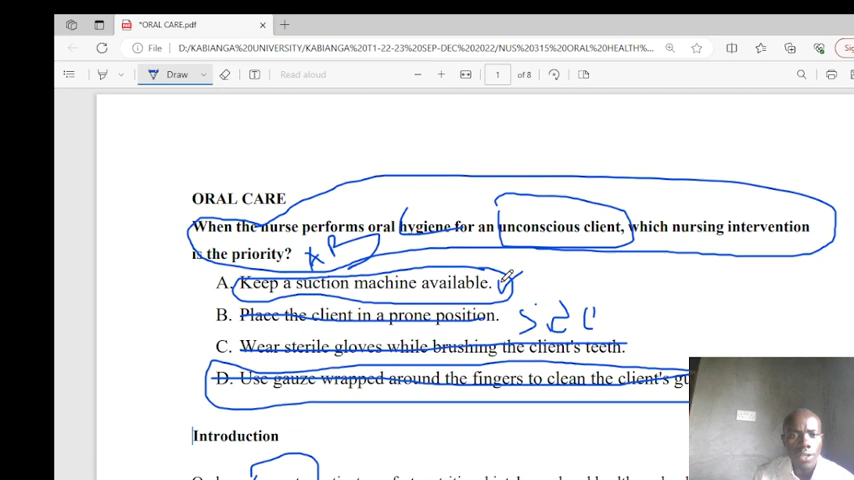 *ORAL CARE.pdf
File D:/KABIANGA%20UNIVERSITY/KABIANGA%20T1-22-23%20SEP-DEC%202022/NUS%20315%20ORAL%20HEALTH%
Draw Read aloud 1 of 8
ORAL CARE
When the nurse performs oral hygiene for an unconscious client, which nursing intervention
is the priority?
A. Keep a suction machine available.
B. Place the client in a prone position.
C. Wear sterile gloves while brushing the client's teeth.
D. Use gauze wrapped around the fingers to clean the client's gu
Introduction